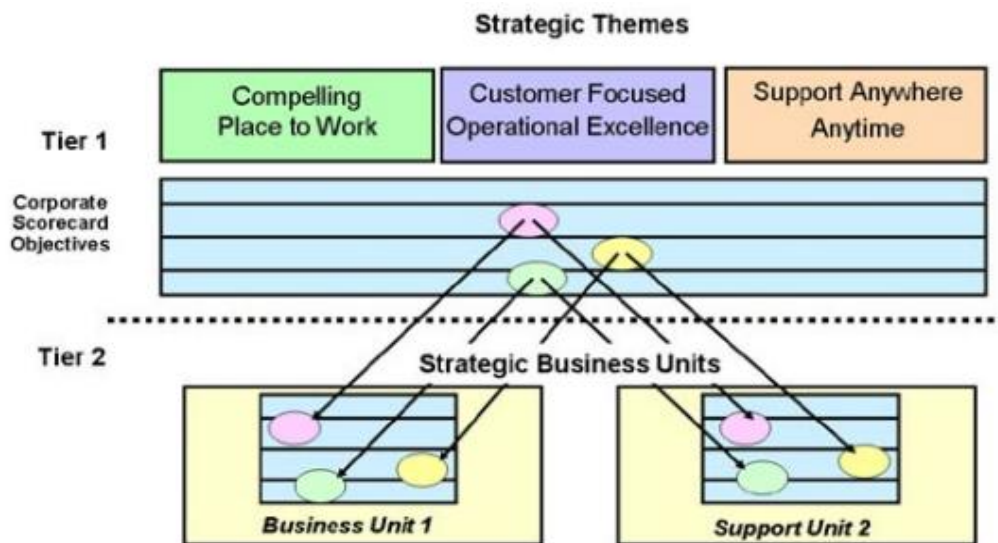 Strategic Themes
Compelling
Place to Work
Customer Focused
Operational Excellence
Support Anywhere
Anytime
Tier 1
Corporate
Scorecard
Objectives
Tier 2
Strategic Business Units
Business Unit 1
Support Unit 2